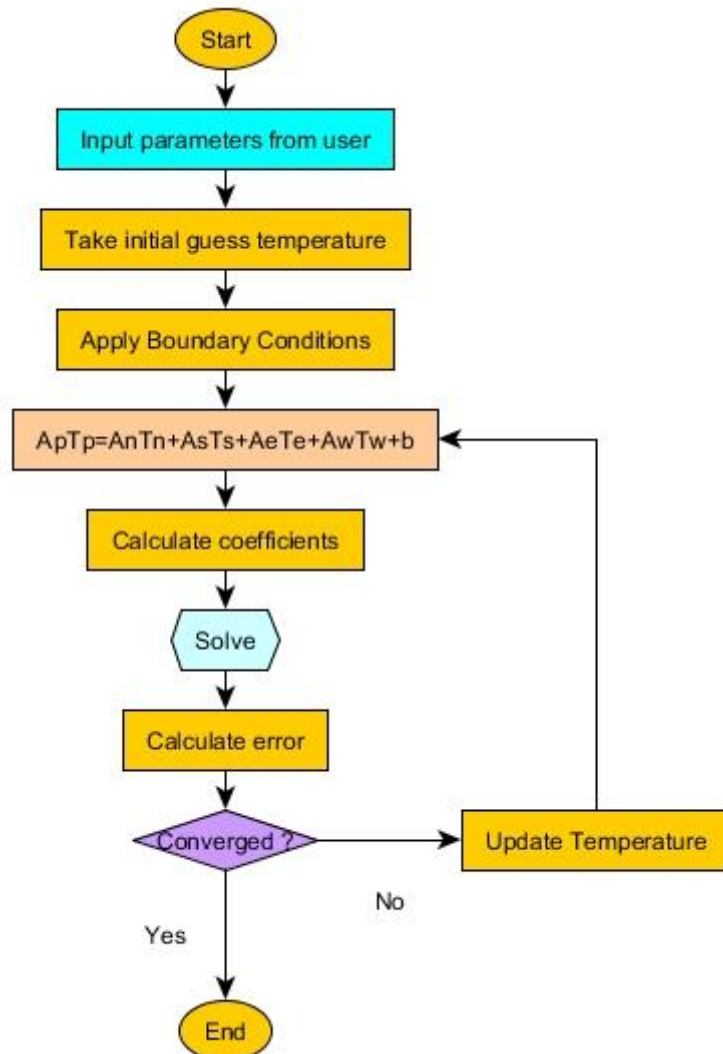 Start
Input parameters from user
Take initial guess temperature
Apply Boundary Conditions
ApTp=AnTn+AsTs+AeTe+AwTw+b
Calculate coefficients
Solve
Calculate error
Converged ?
Update Temperature
No
Yes
End